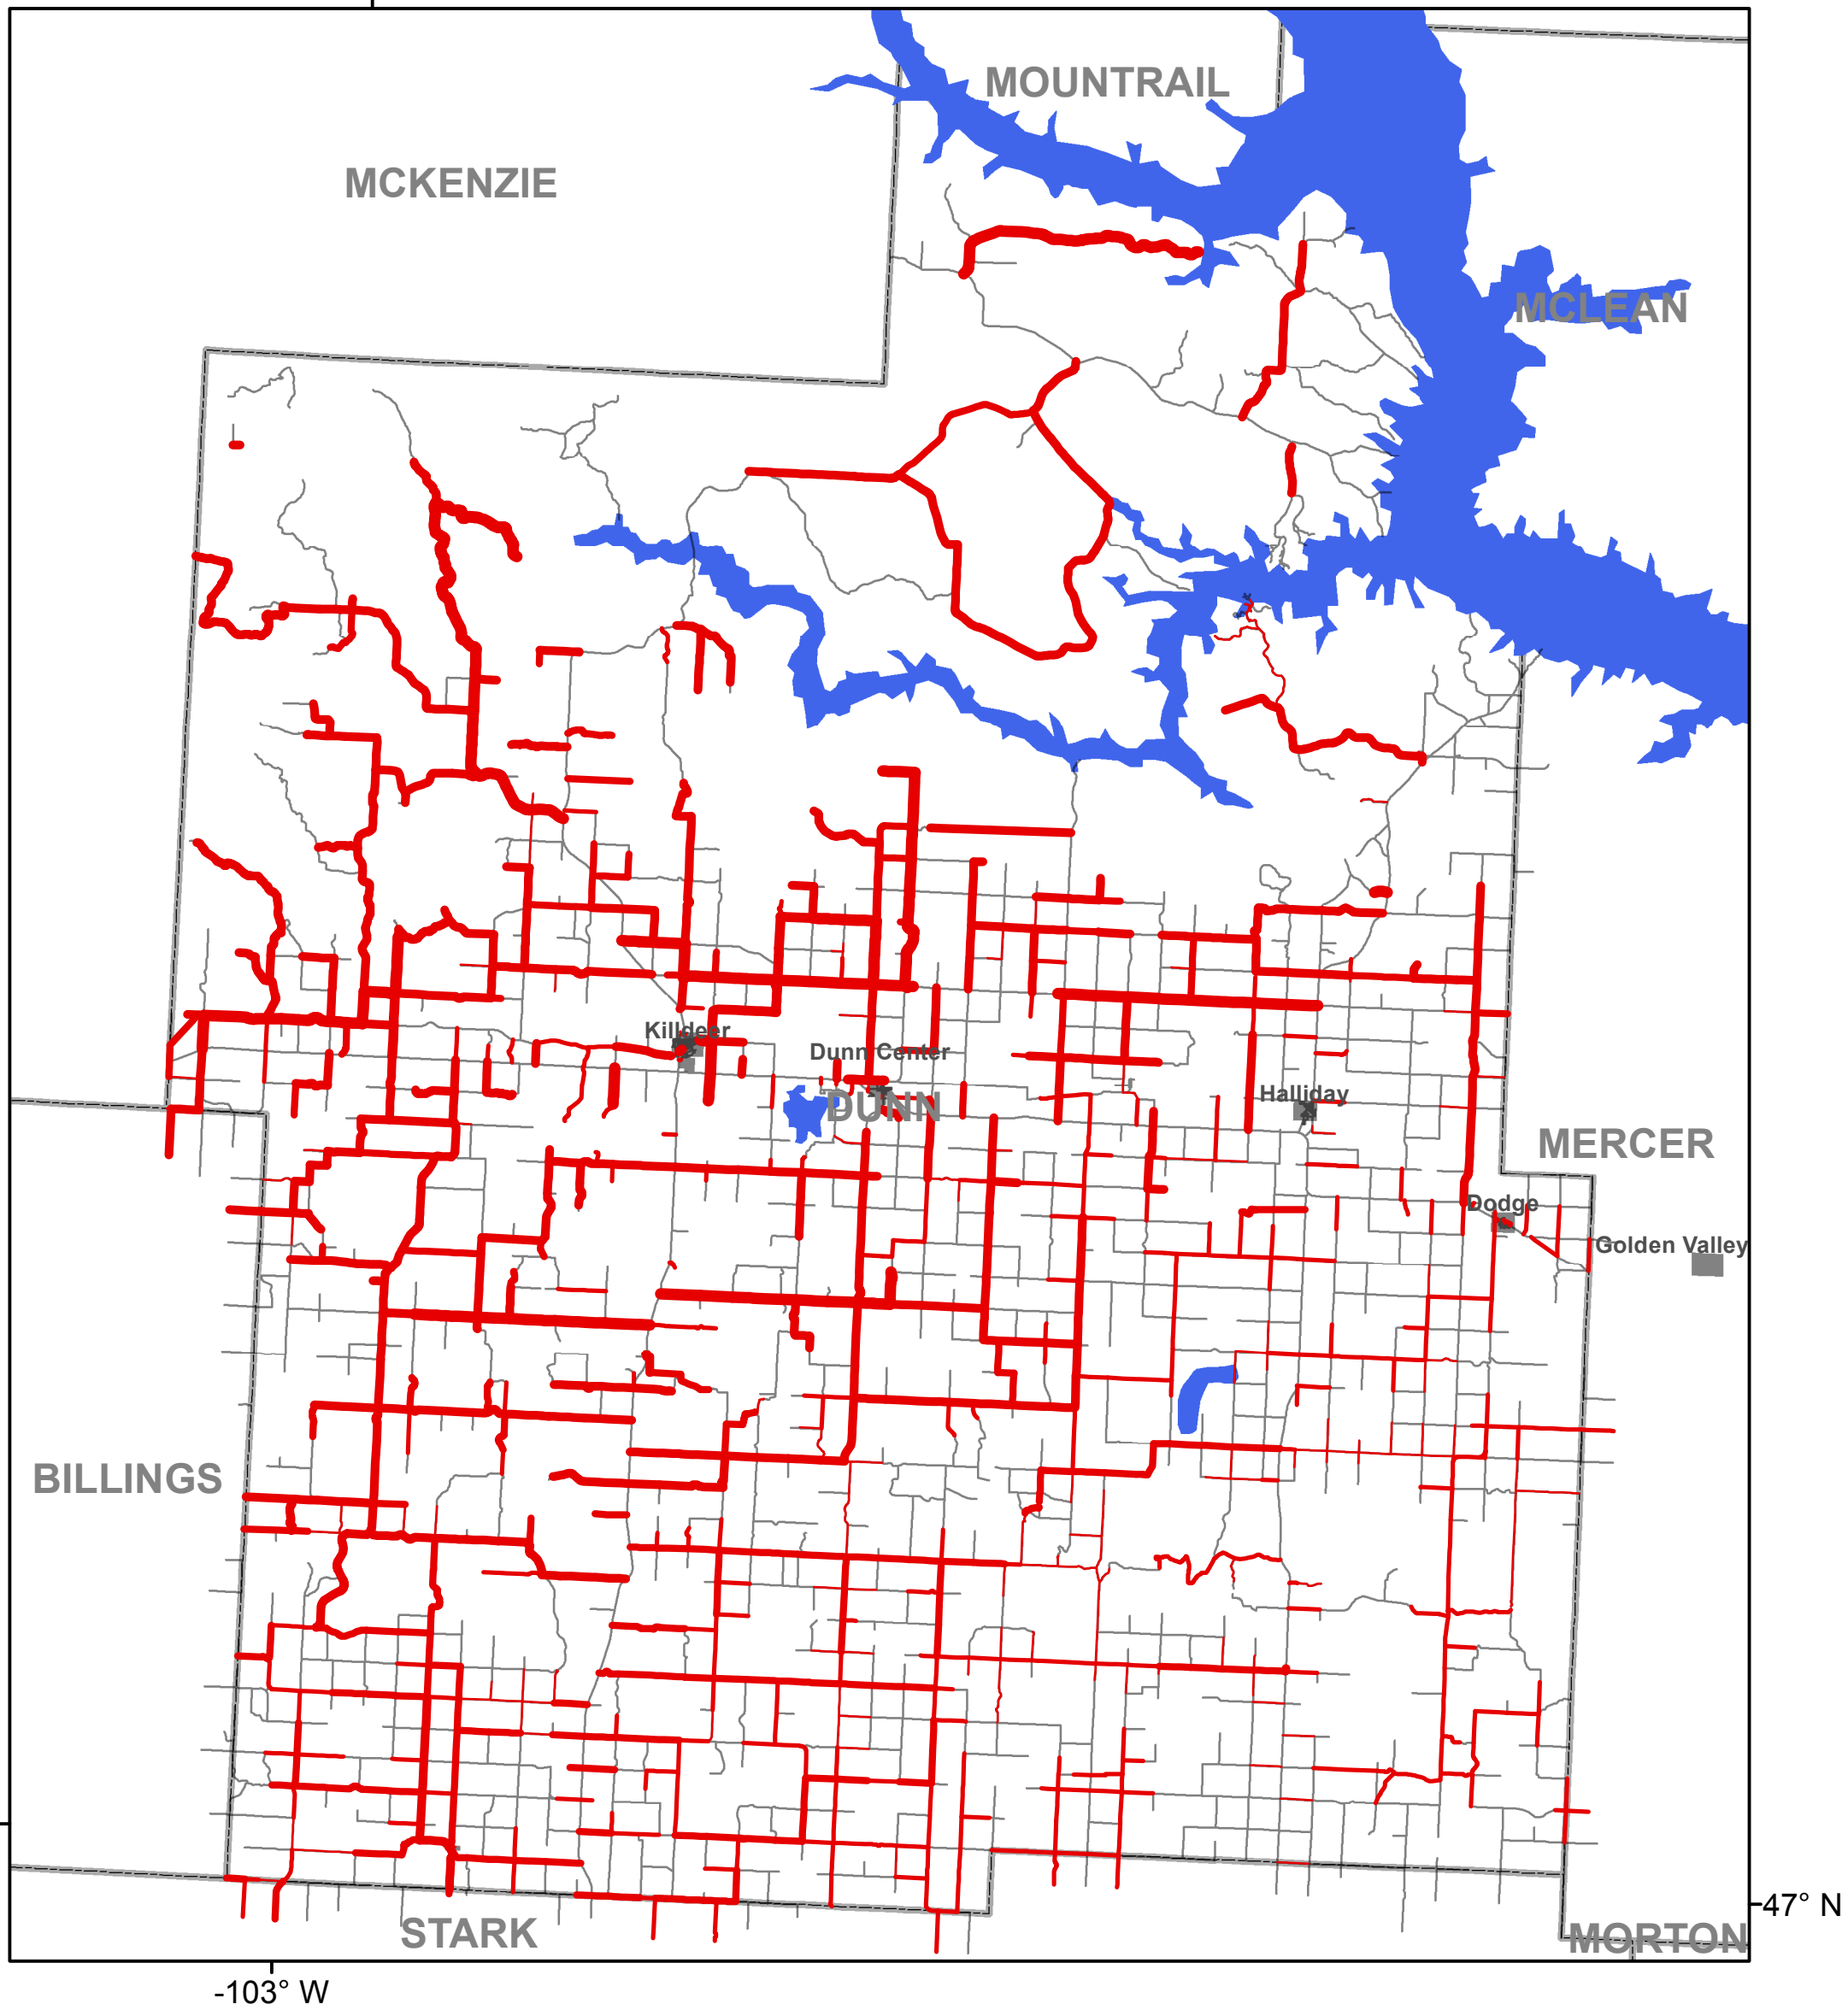 MOUNTRAIL
MCKENZIE
MCLEAN
Killdeer
Dunn Center
Halliday
DUNN
MERCER
Dodge
Golden Valley
BILLINGS
47° N
STARK
MORTON
-103° W